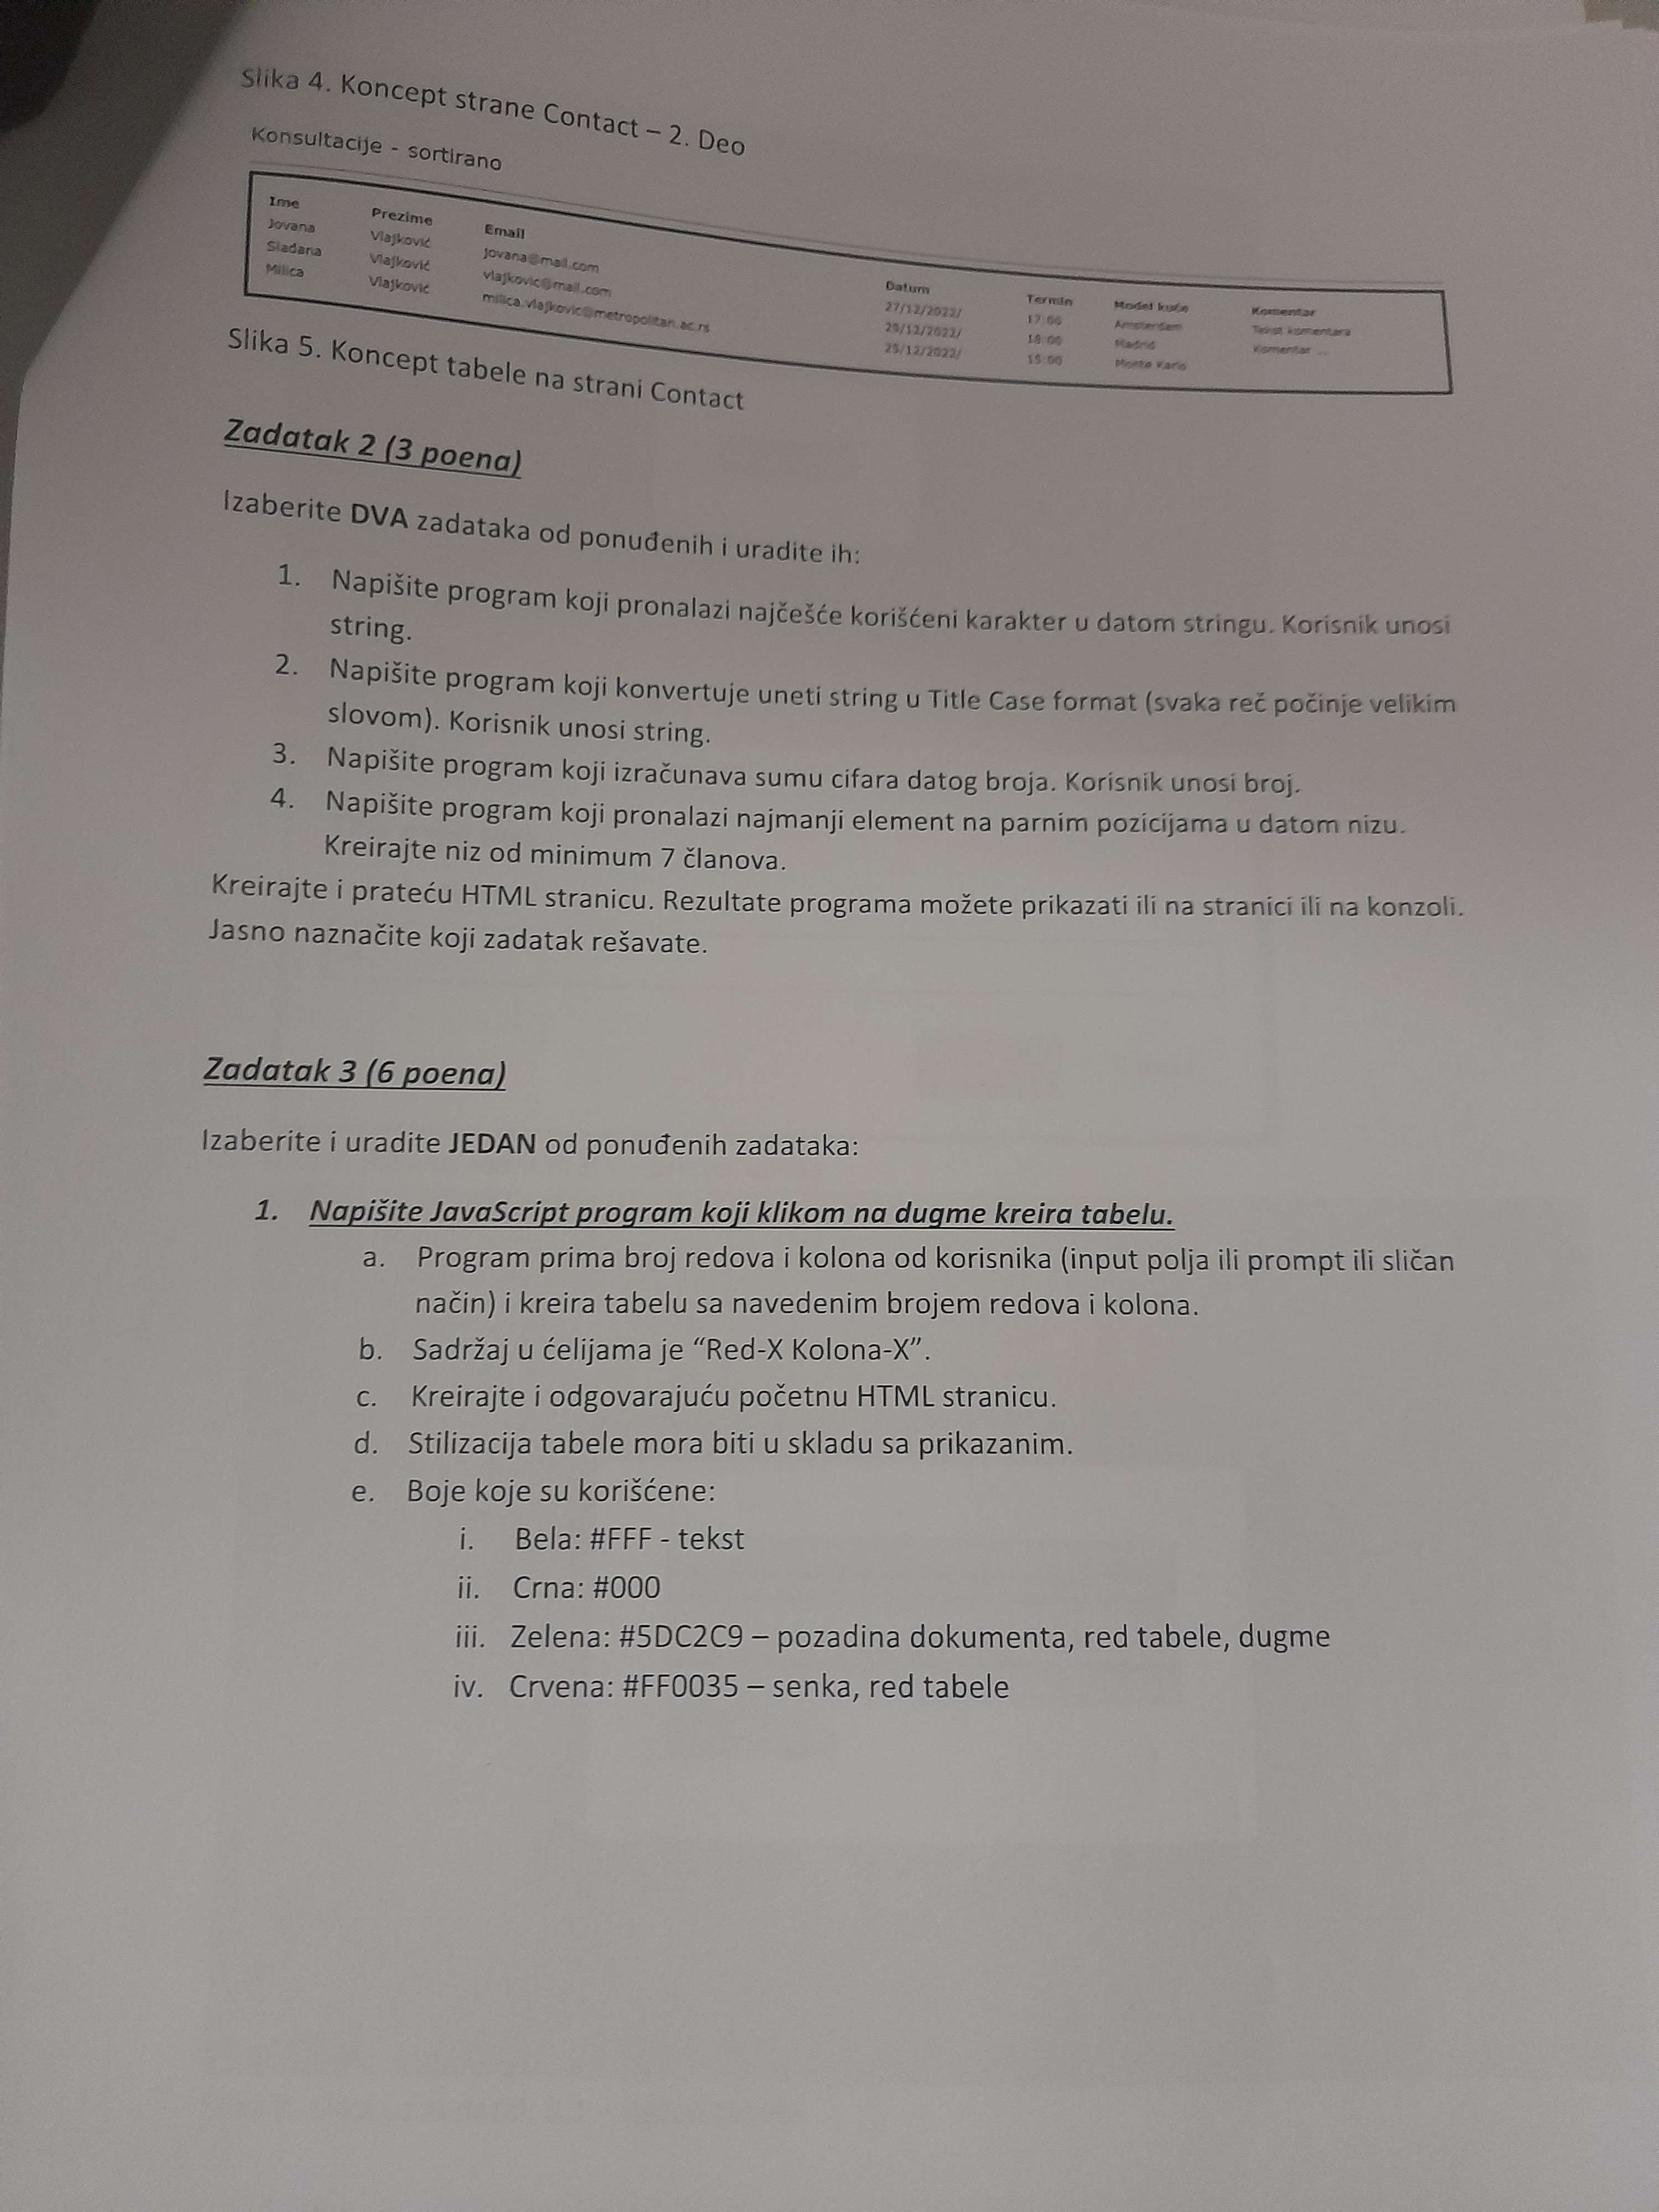 Slika 4. Koncept strane Contact – 2. Deo
Konsultacije - sortirano
Ime Prezime Email Datum Termin Model kuće Komentar
Jovana Vlajković jovana@mail.com 27/12/2022/ 17:00 Amsterdam Tekst komentara
Slađana Vlajković vlajkovic@mail.com 29/12/2022/ 18:00 Madrid Komentar ...
Milica Vlajković milica.vlajkovic@metropolitan.ac.rs 25/12/2022/ 15:00 Monte Karlo
Slika 5. Koncept tabele na strani Contact
Zadatak 2 (3 poena)
Izaberite DVA zadataka od ponuđenih i uradite ih:
1. Napišite program koji pronalazi najčešće korišćeni karakter u datom stringu. Korisnik unosi
string.
2. Napišite program koji konvertuje uneti string u Title Case format (svaka reč počinje velikim
slovom). Korisnik unosi string.
3. Napišite program koji izračunava sumu cifara datog broja. Korisnik unosi broj.
4. Napišite program koji pronalazi najmanji element na parnim pozicijama u datom nizu.
Kreirajte niz od minimum 7 članova.
Kreirajte i prateću HTML stranicu. Rezultate programa možete prikazati ili na stranici ili na konzoli.
Jasno naznačite koji zadatak rešavate.
Zadatak 3 (6 poena)
Izaberite i uradite JEDAN od ponuđenih zadataka:
1. Napišite JavaScript program koji klikom na dugme kreira tabelu.
a. Program prima broj redova i kolona od korisnika (input polja ili prompt ili sličan
način) i kreira tabelu sa navedenim brojem redova i kolona.
b. Sadržaj u ćelijama je “Red-X Kolona-X”.
c. Kreirajte i odgovarajuću početnu HTML stranicu.
d. Stilizacija tabele mora biti u skladu sa prikazanim.
e. Boje koje su korišćene:
i. Bela: #FFF - tekst
ii. Crna: #000
iii. Zelena: #5DC2C9 – pozadina dokumenta, red tabele, dugme
iv. Crvena: #FF0035 – senka, red tabele